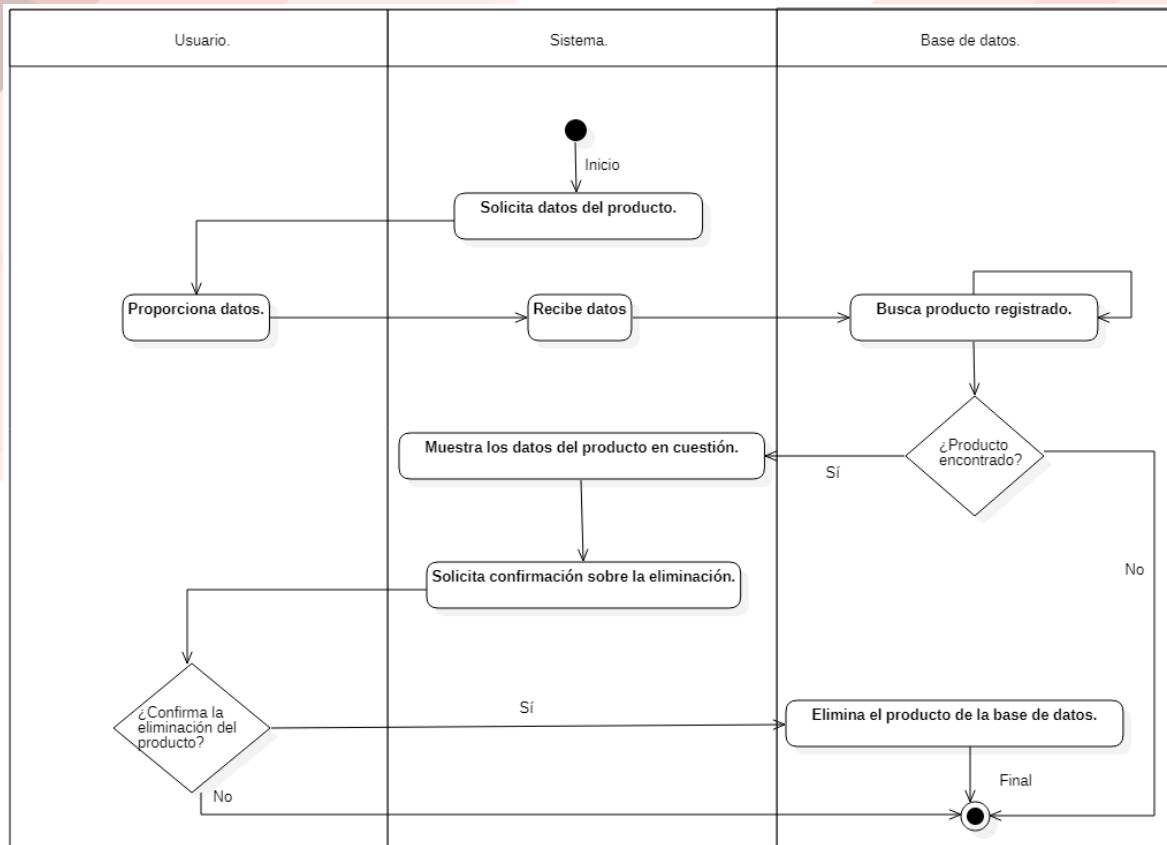 Usuario.
Sistema.
Base de datos.
Inicio
Solicita datos del producto.
Proporciona datos.
Recibe datos
Busca producto registrado.
¿Producto
encontrado?
Muestra los datos del producto en cuestión.
Sí
No
Solicita confirmación sobre la eliminación.
¿Confirma la
eliminación del
producto?
Sí
Elimina el producto de la base de datos.
No
Final